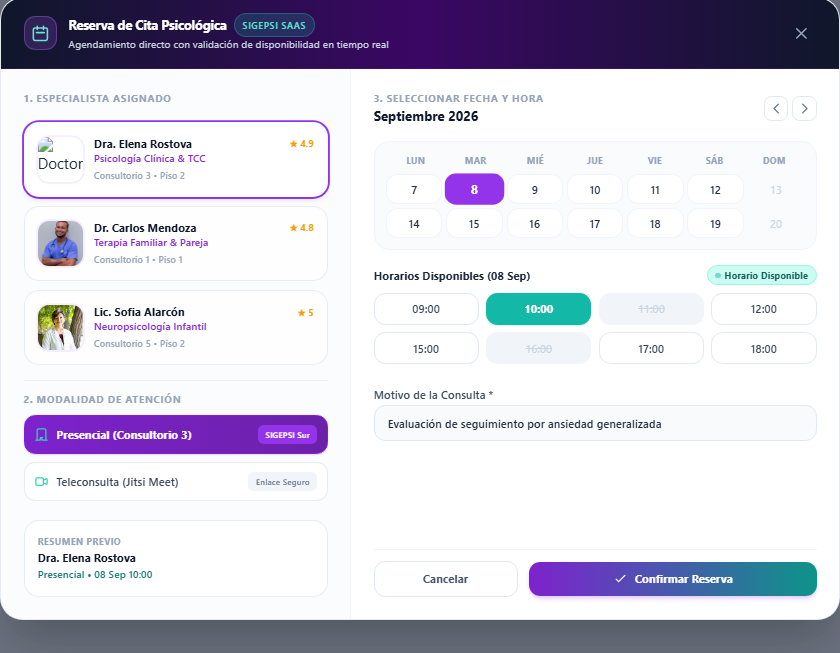 Reserva de Cita Psicológica SIGEPSI SAAS
Agendamiento directo con validación de disponibilidad en tiempo real
1. ESPECIALISTA ASIGNADO
Doctor
Dra. Elena Rostova ★ 4.9
Psicología Clínica & TCC
Consultorio 3 • Piso 2
Dr. Carlos Mendoza ★ 4.8
Terapia Familiar & Pareja
Consultorio 1 • Piso 1
Lic. Sofia Alarcón ★ 5
Neuropsicología Infantil
Consultorio 5 • Piso 2
2. MODALIDAD DE ATENCIÓN
Presencial (Consultorio 3) SIGEPSI Sur
Teleconsulta (Jitsi Meet) Enlace Seguro
RESUMEN PREVIO
Dra. Elena Rostova
Presencial • 08 Sep 10:00
3. SELECCIONAR FECHA Y HORA
Septiembre 2026
LUN MAR MIÉ JUE VIE SÁB DOM
7 8 9 10 11 12 13
14 15 16 17 18 19 20
Horarios Disponibles (08 Sep) Horario Disponible
09:00 10:00 11:00 12:00
15:00 16:00 17:00 18:00
Motivo de la Consulta *
Evaluación de seguimiento por ansiedad generalizada
Cancelar Confirmar Reserva